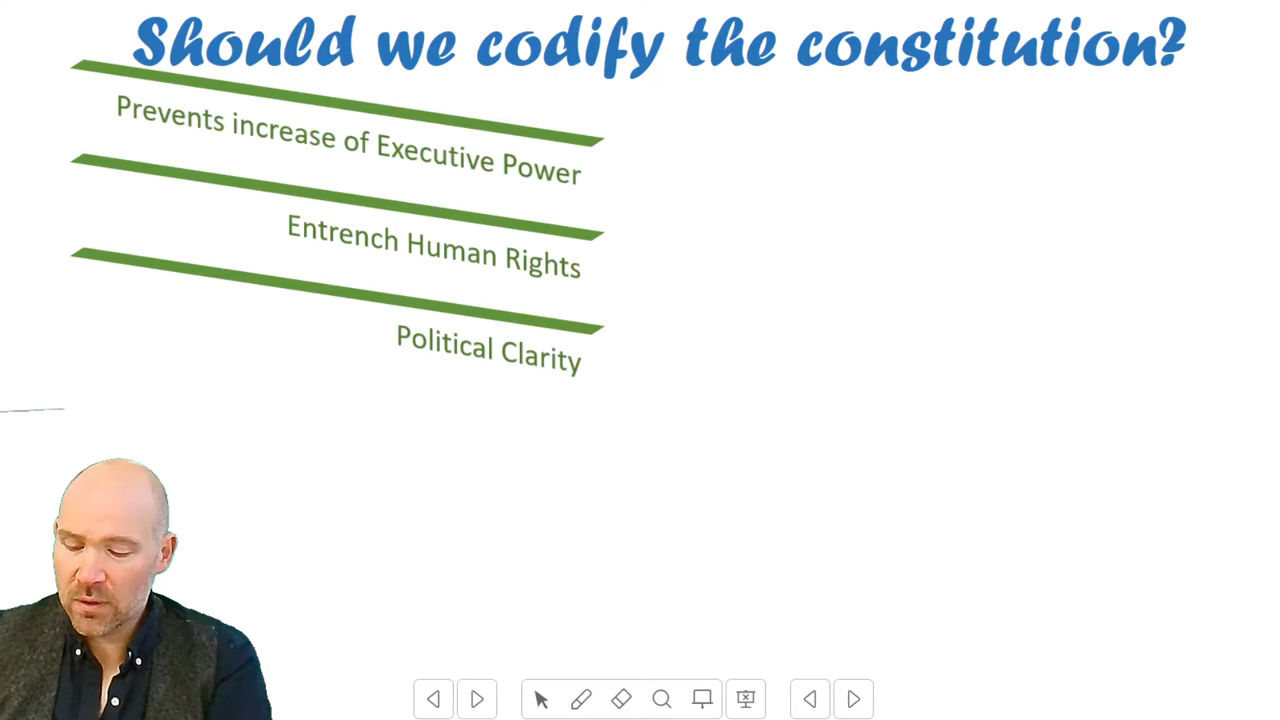 Should we codify the constitution?
Prevents increase of Executive Power
Entrench Human Rights
Political Clarity